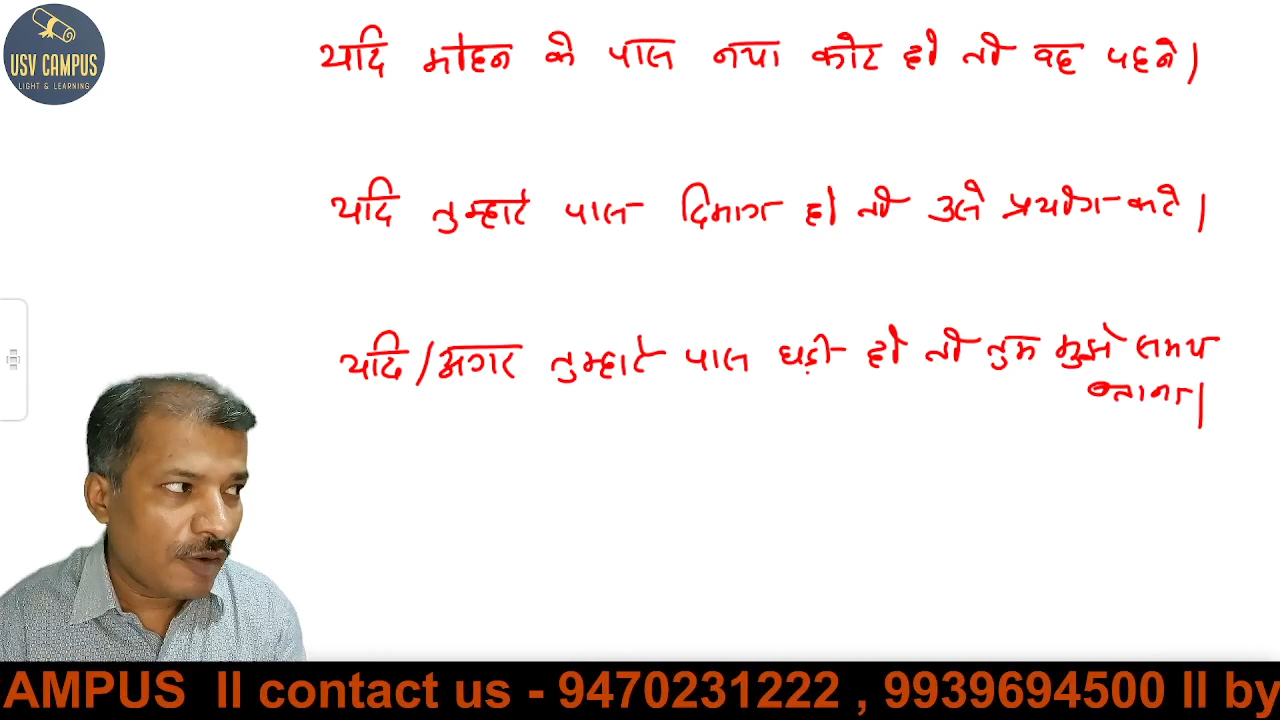 USV CAMPUS
LIGHT & LEARNING
यदि मोहन के पास नया कोट हो तो वह पहने।
यदि तुम्हारे पास दिमाग हो तो उसे प्रयोग करो।
यदि/अगर तुम्हारे पास घड़ी हो तो तुम मुझे समय
बताना।
AMPUS II contact us - 9470231222 , 9939694500 II by